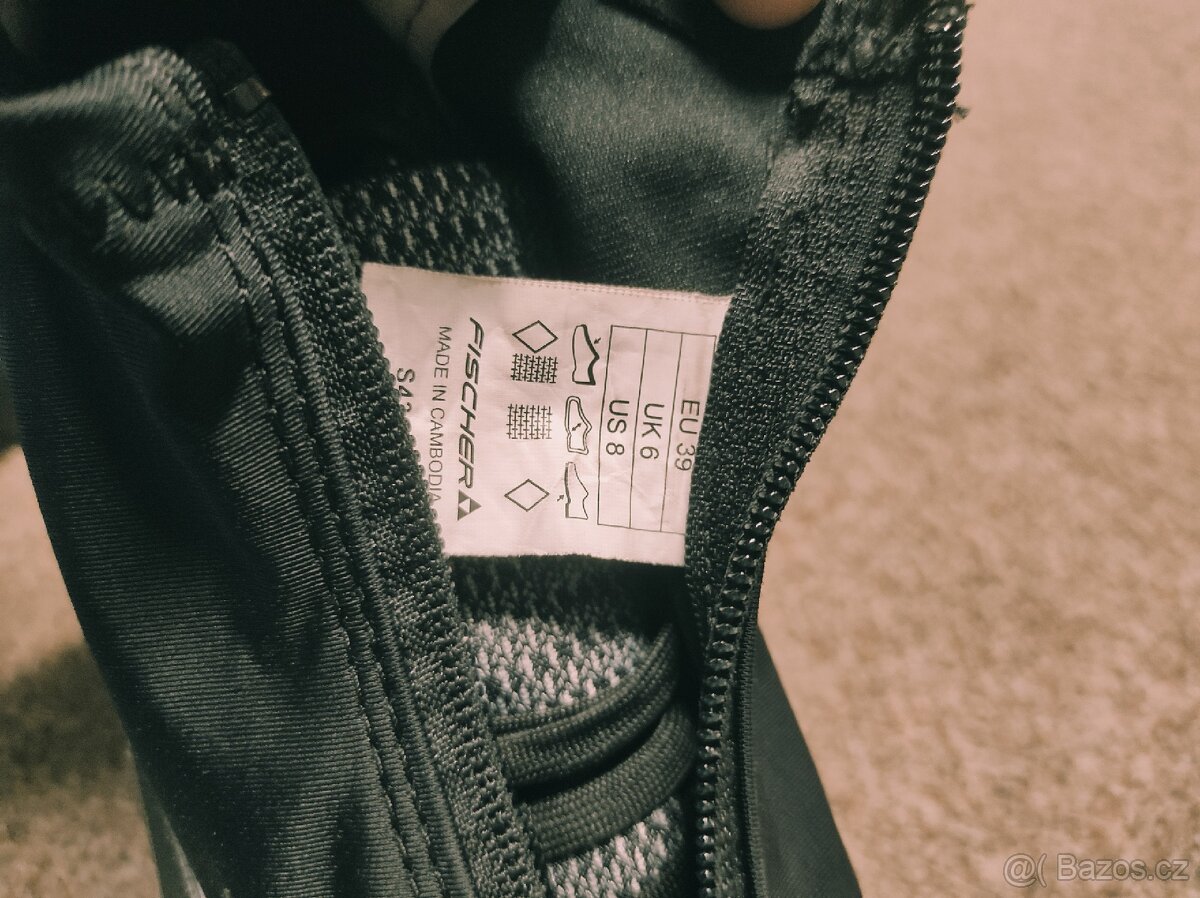 EU 39
UK 6
US 8
FISCHER
MADE IN CAMBODIA
@( Bazos.cz